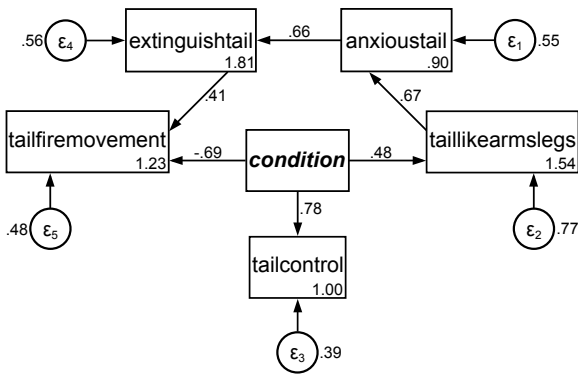 .56 ε4 extinguishtail 1.81 .66 anxioustail .90 ε1 .55
.41 .67
tailfiremovement 1.23 -.69 condition .48 taillikearmslegs 1.54
.78
.48 ε5 tailcontrol 1.00 ε2 .77
ε3 .39